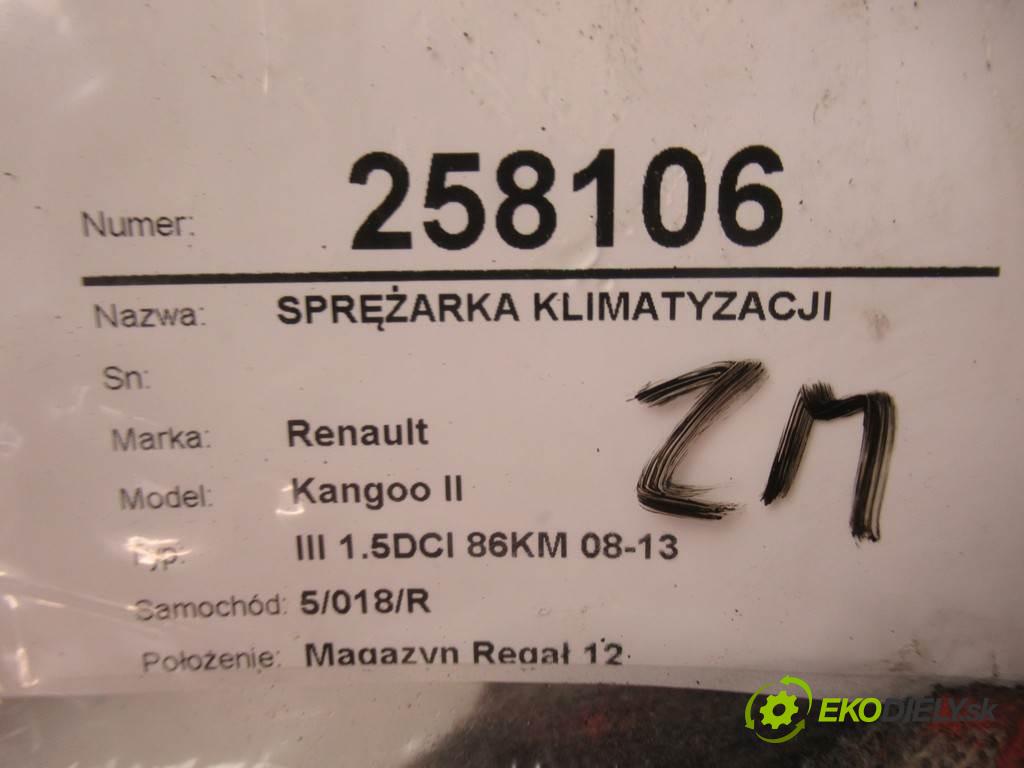 Numer: 258106
Nazwa: SPRĘŻARKA KLIMATYZACJI
Sn:
Marka: Renault
Model: Kangoo II
Typ: III 1.5DCI 86KM 08-13
Samochód: 5/018/R
Położenie: Magazyn Regał 12
ZM
EKODIELY.sk